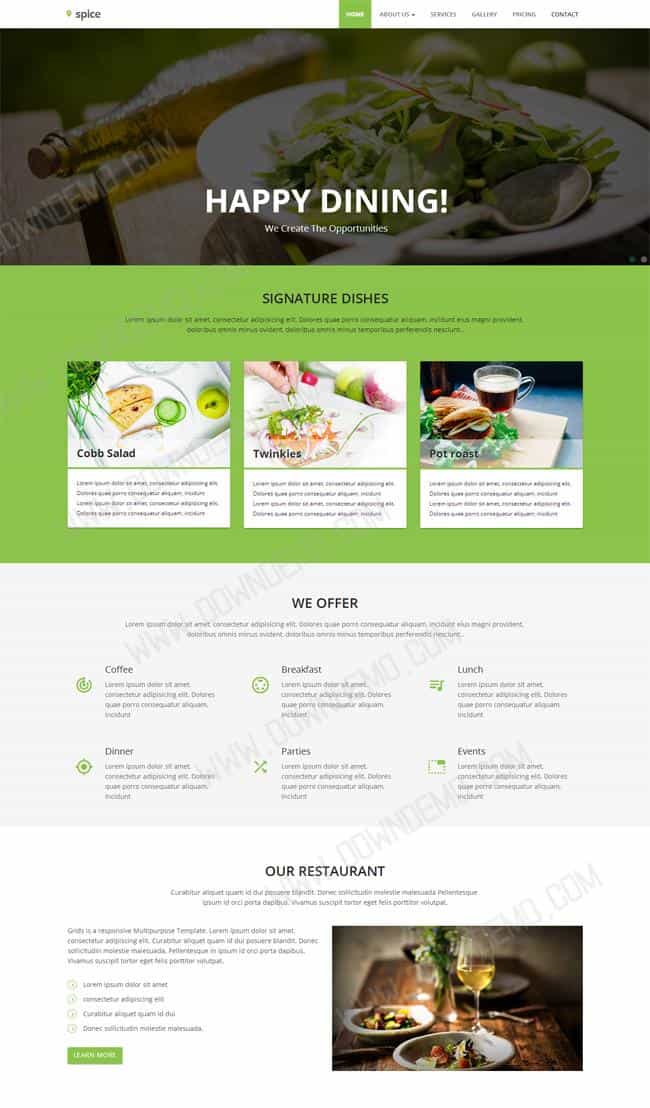 spice
HOME ABOUT US SERVICES GALLERY PRICING CONTACT
HAPPY DINING!
We Create The Opportunities
SIGNATURE DISHES
Lorem ipsum dolor sit amet, consectetur adipisicing elit. Dolores quae porro consequatur aliquam, incidunt eius magni provident,
doloribus omnis minus ovident, doloribus omnis minus temporibus perferendis nesciunt..
Cobb Salad
Lorem ipsum dolor sit amet, consectetur adipisicing elit.
Dolores quae porro consequatur aliquam, incidunt
Lorem ipsum dolor sit amet, consectetur adipisicing elit.
Dolores quae porro consequatur aliquam, incidunt
Twinkies
Lorem ipsum dolor sit amet, consectetur adipisicing elit.
Dolores quae porro consequatur aliquam, incidunt
Lorem ipsum dolor sit amet, consectetur adipisicing elit.
Dolores quae porro consequatur aliquam, incidunt
Pot roast
Lorem ipsum dolor sit amet, consectetur adipisicing elit.
Dolores quae porro consequatur aliquam, incidunt
Lorem ipsum dolor sit amet, consectetur adipisicing elit.
Dolores quae porro consequatur aliquam, incidunt
WE OFFER
Lorem ipsum dolor sit amet, consectetur adipisicing elit. Dolores quae porro consequatur aliquam, incidunt eius magni provident,
doloribus omnis minus ovident, doloribus omnis minus temporibus perferendis nesciunt..
Coffee
Lorem ipsum dolor sit amet,
consectetur adipisicing elit. Dolores
quae porro consequatur aliquam,
incidunt
Breakfast
Lorem ipsum dolor sit amet,
consectetur adipisicing elit. Dolores
quae porro consequatur aliquam,
incidunt
Lunch
Lorem ipsum dolor sit amet,
consectetur adipisicing elit. Dolores
quae porro consequatur aliquam,
incidunt
Dinner
Lorem ipsum dolor sit amet,
consectetur adipisicing elit. Dolores
quae porro consequatur aliquam,
incidunt
Parties
Lorem ipsum dolor sit amet,
consectetur adipisicing elit. Dolores
quae porro consequatur aliquam,
incidunt
Events
Lorem ipsum dolor sit amet,
consectetur adipisicing elit. Dolores
quae porro consequatur aliquam,
incidunt
OUR RESTAURANT
Curabitur aliquet quam id dui posuere blandit. Donec sollicitudin molestie malesuada Pellentesque
ipsum id orci porta dapibus. Vivamus suscipit tortor eget felis porttitor volutpat.
Grids is a responsive Multipurpose Template. Lorem ipsum dolor sit amet,
consectetur adipiscing elit. Curabitur aliquet quam id dui posuere blandit. Donec
sollicitudin molestie malesuada. Pellentesque in ipsum id orci porta dapibus.
Vivamus suscipit tortor eget felis porttitor volutpat.
Lorem ipsum dolor sit amet
consectetur adipiscing elit
Curabitur aliquet quam id dui
Donec sollicitudin molestie malesuada.
LEARN MORE
WWW.DOWNDEMO.COM